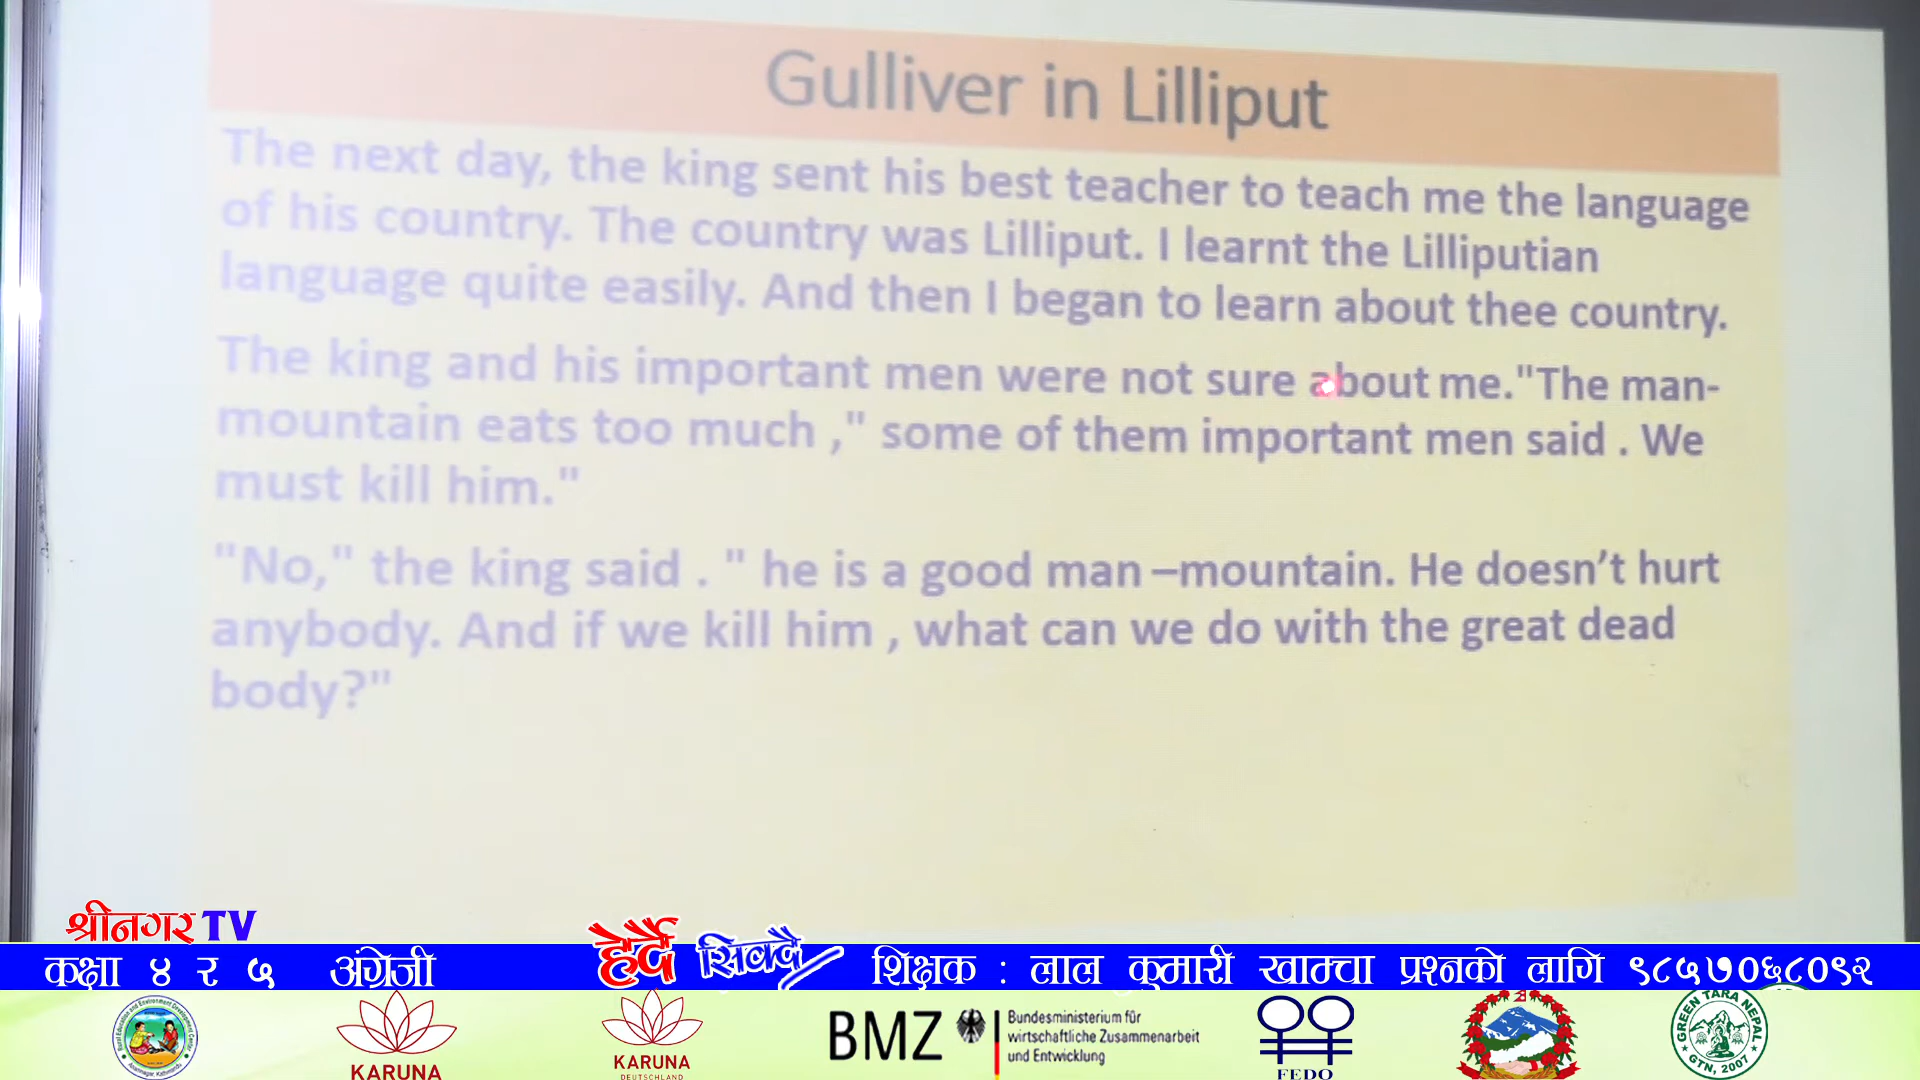 Gulliver in Lilliput
The next day, the king sent his best teacher to teach me the language
of his country. The country was Lilliput. I learnt the Lilliputian
language quite easily. And then I began to learn about thee country.
The king and his important men were not sure about me."The man-
mountain eats too much ," some of them important men said . We
must kill him."
"No," the king said . " he is a good man –mountain. He doesn’t hurt
anybody. And if we kill him , what can we do with the great dead
body?"
श्रीनगर TV
हेर्दै सिक्दै
कक्षा ४ र ५ अंग्रेजी
शिक्षक : लाल कुमारी खाम्चा प्रश्नको लागि ९८५७०६८०९२
KARUNA
KARUNA
DEUTSCHLAND
BMZ
Bundesministerium für
wirtschaftliche Zusammenarbeit
und Entwicklung
FEDO
GREEN TARA NEPAL
GTN, 2007